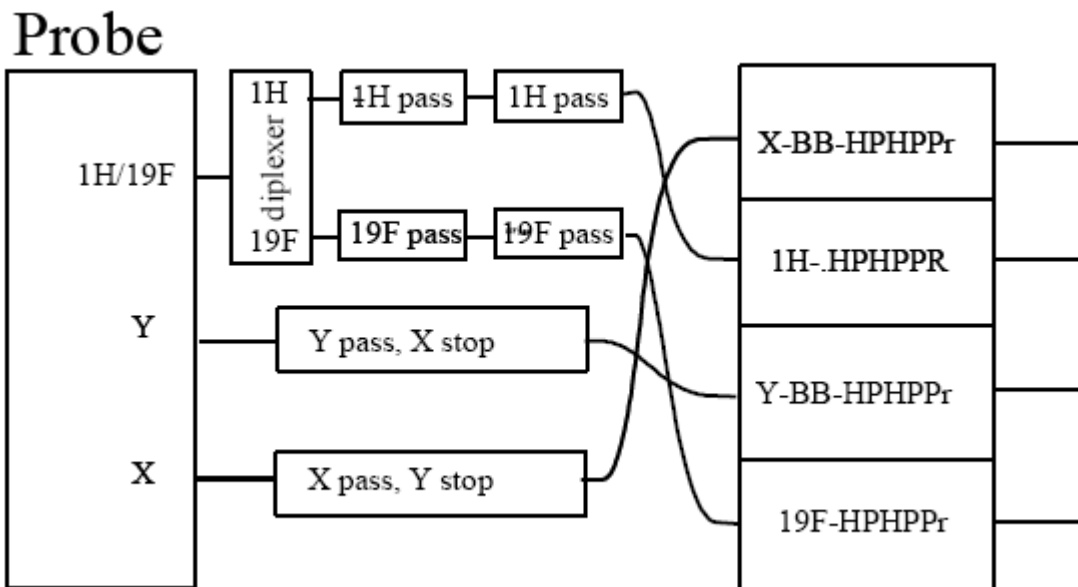 Probe
1H/19F
1H
diplexer
19F
1H pass
1H pass
19F pass
19F pass
Y
Y pass, X stop
X
X pass, Y stop
X-BB-HPHPPr
1H-.HPHPPR
Y-BB-HPHPPr
19F-HPHPPr